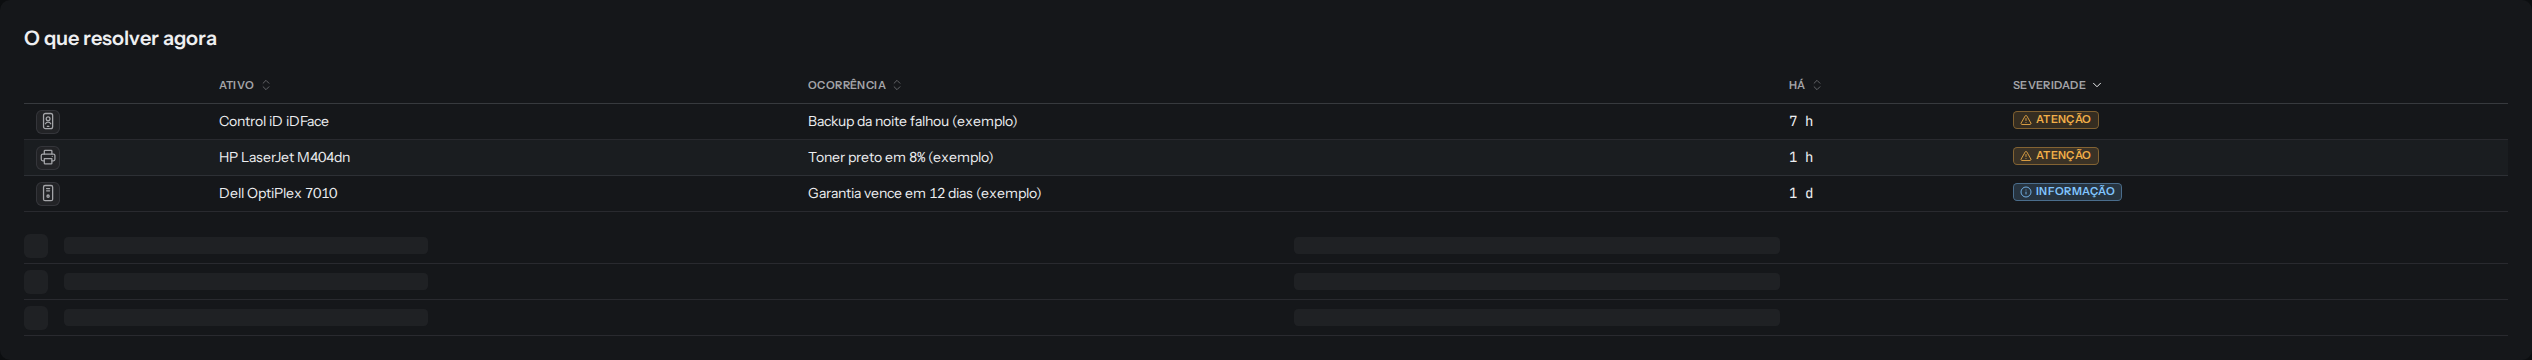 O que resolver agora
ATIVO OCORRÊNCIA HÁ SEVERIDADE
Control iD iDFace Backup da noite falhou (exemplo) 7 h ATENÇÃO
HP LaserJet M404dn Toner preto em 8% (exemplo) 1 h ATENÇÃO
Dell OptiPlex 7010 Garantia vence em 12 dias (exemplo) 1 d INFORMAÇÃO